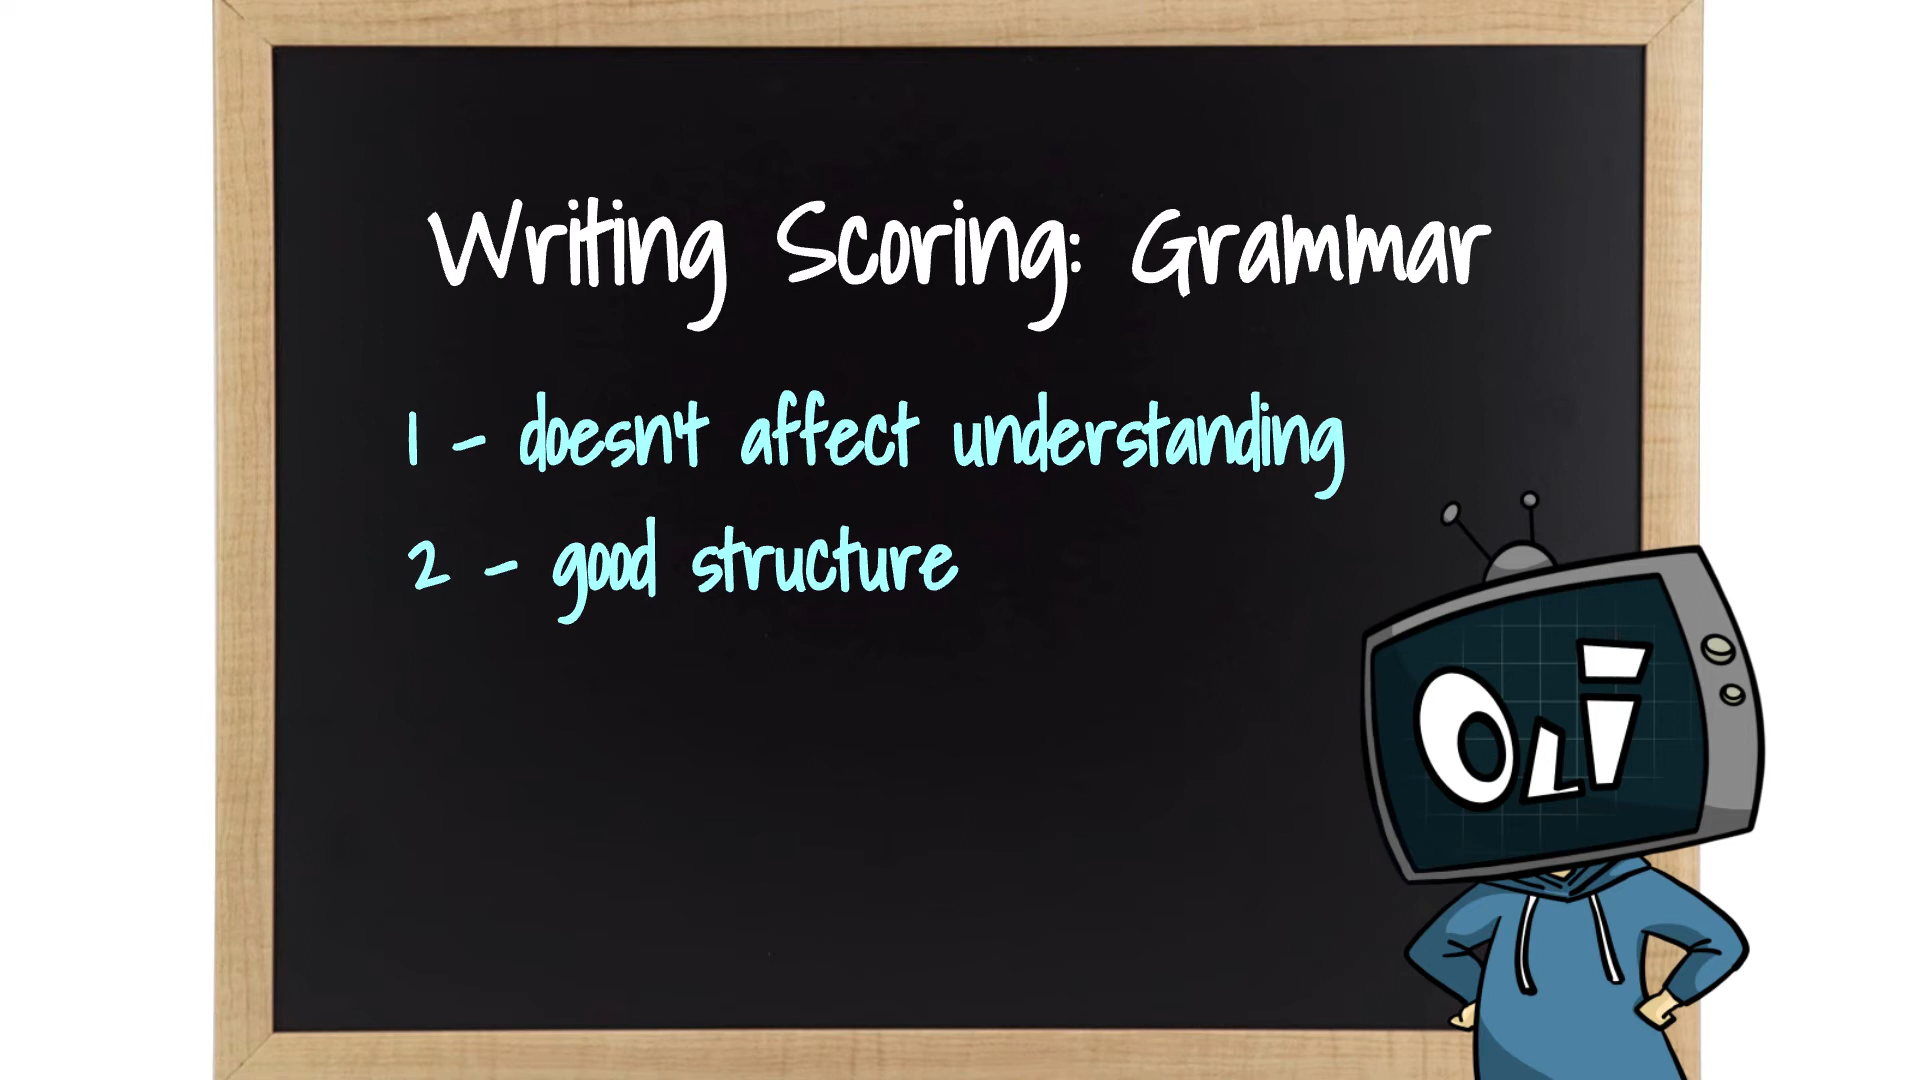 Writing Scoring: Grammar
1 - doesn't affect understanding
2 - good structure
OLI